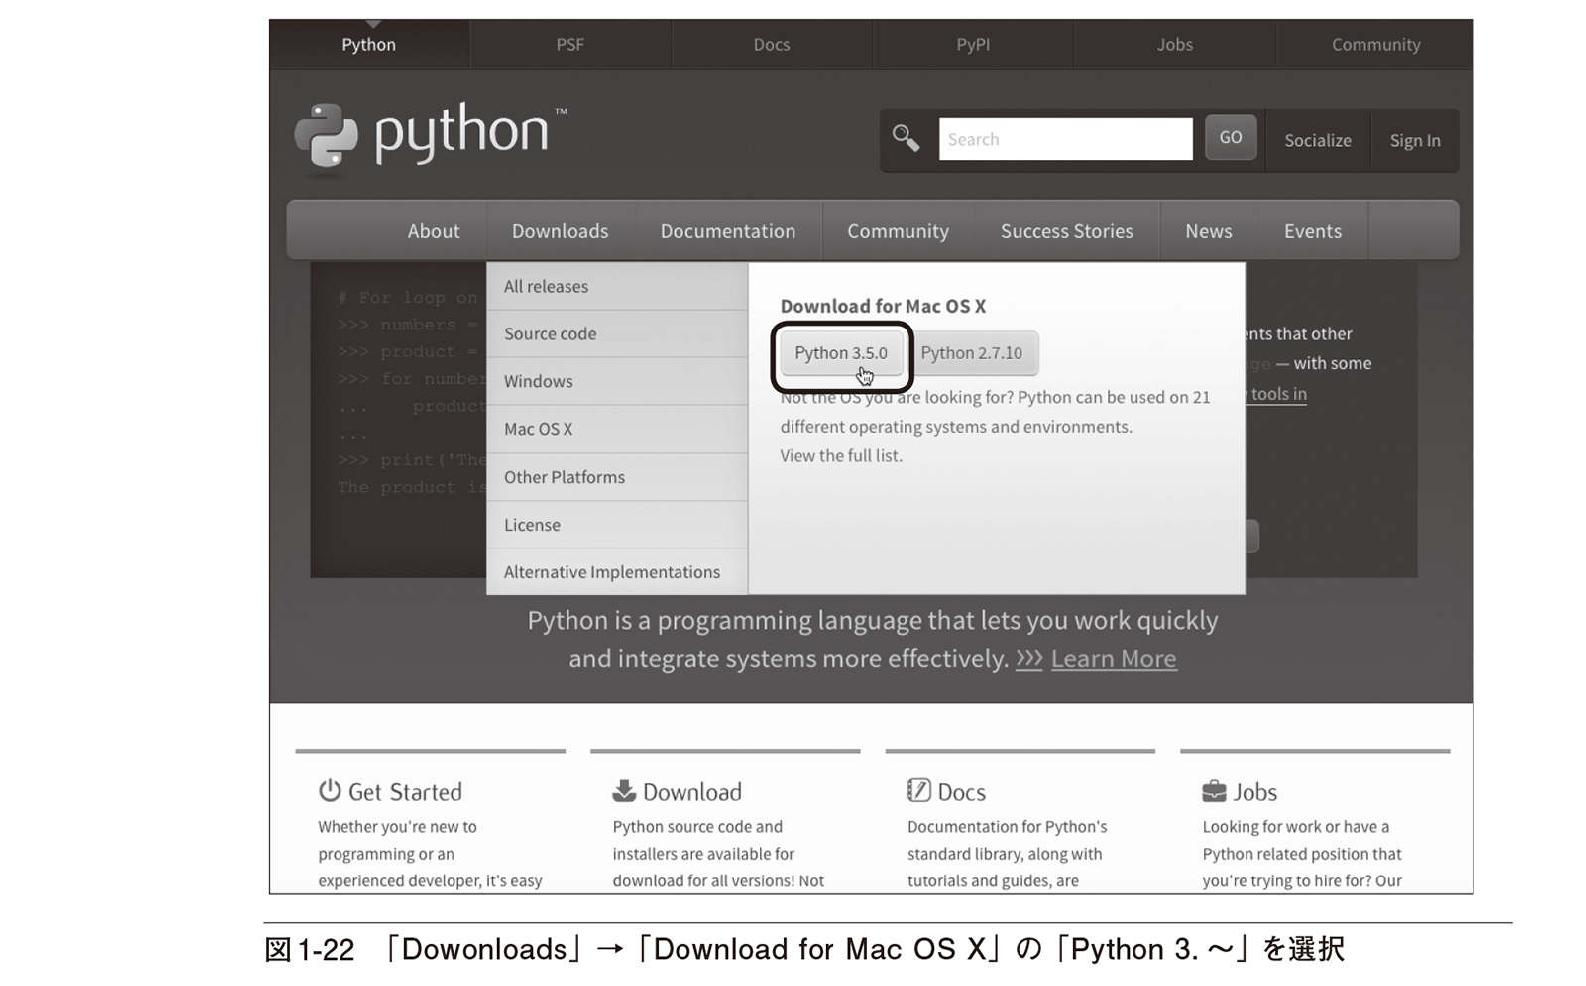 Python PSF Docs PyPI Jobs Community
python™
Search GO Socialize Sign In
About Downloads Documentation Community Success Stories News Events
# For loop on
>>> numbers =
>>> product =
>>> for number
... product
...
>>> print('The
The product is
All releases
Source code
Windows
Mac OS X
Other Platforms
License
Alternative Implementations
Download for Mac OS X
Python 3.5.0 Python 2.7.10
Not the OS you are looking for? Python can be used on 21
different operating systems and environments.
View the full list.
nts that other
ge — with some
tools in
Python is a programming language that lets you work quickly
and integrate systems more effectively. >>> Learn More
Get Started
Whether you're new to
programming or an
experienced developer, it's easy
Download
Python source code and
installers are available for
download for all versions! Not
Docs
Documentation for Python's
standard library, along with
tutorials and guides, are
Jobs
Looking for work or have a
Python related position that
you're trying to hire for? Our
図1-22 「Dowonloads」→「Download for Mac OS X」の「Python 3. ～」を選択